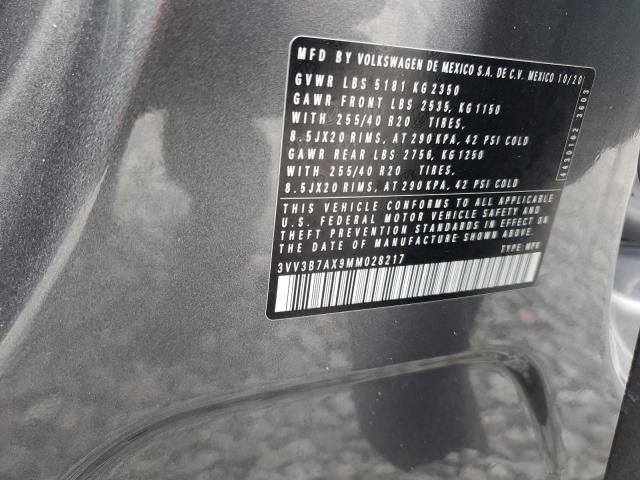 MFD BY VOLKSWAGEN DE MEXICO S.A. DE C.V. MEXICO 10/20
GVWR LBS 5181 KG 2350
GAWR FRONT LBS 2535, KG 1150
WITH 255/40 R20 TIRES,
8.5JX20 RIMS, AT 290 KPA, 42 PSI COLD
GAWR REAR LBS 2756, KG 1250
WITH 255/40 R20 TIRES,
8.5JX20 RIMS, AT 290 KPA, 42 PSI COLD
THIS VEHICLE CONFORMS TO ALL APPLICABLE
U.S. FEDERAL MOTOR VEHICLE SAFETY AND
THEFT PREVENTION STANDARDS IN EFFECT ON
THE DATE OF MANUFACTURE SHOWN ABOVE.
3VV3B7AX9MM028217 TYPE: MPV
4430182 3603